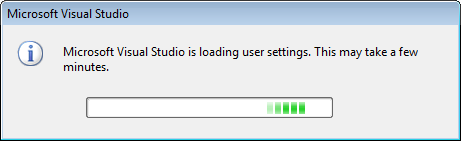 Microsoft Visual Studio
Microsoft Visual Studio is loading user settings. This may take a few
minutes.